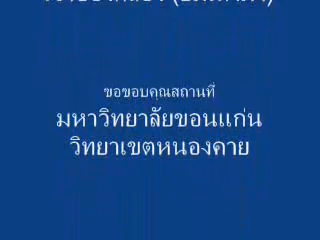 ขอขอบคุณสถานที่
มหาวิทยาลัยขอนแก่น
วิทยาเขตหนองคาย